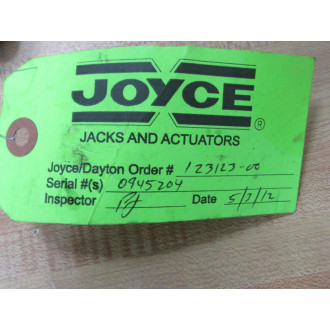 JOYCE
®
JACKS AND ACTUATORS
Joyce/Dayton Order # 123123-00
Serial #(s) 0945204
Inspector Date 5/7/12